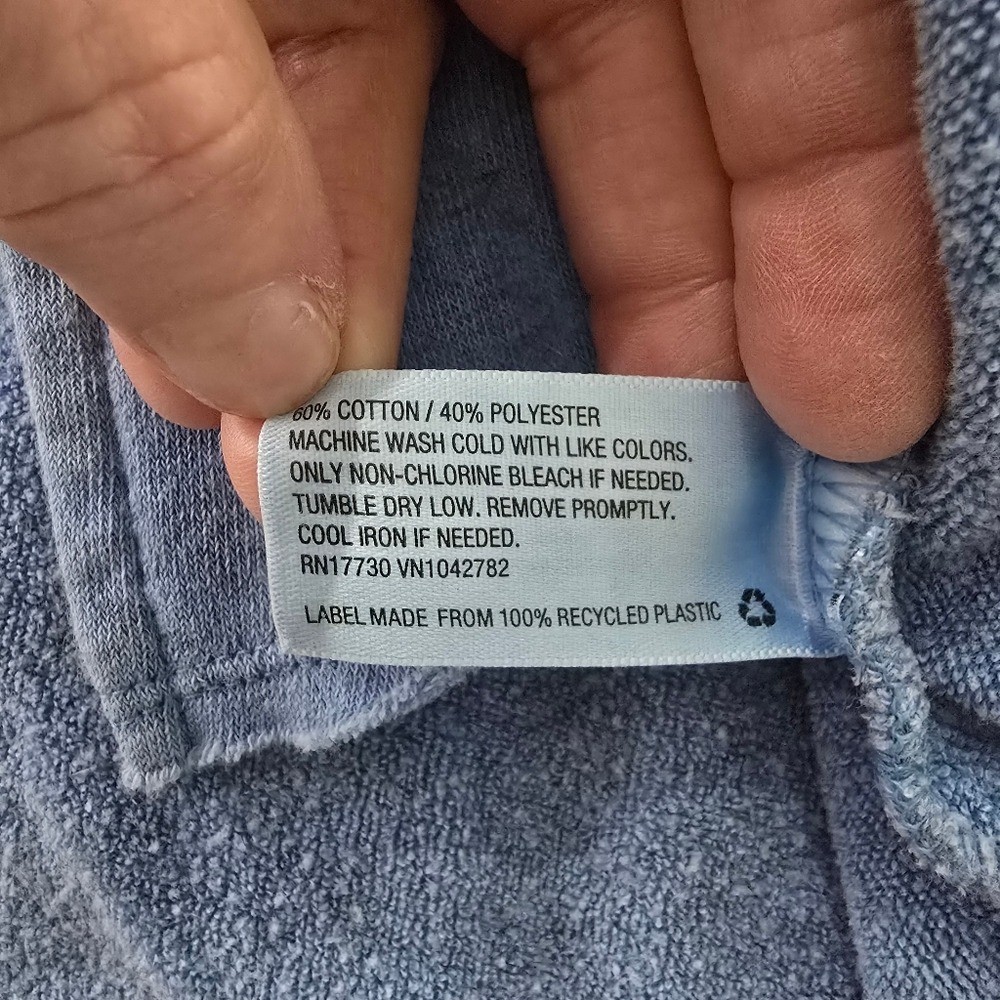 60% COTTON / 40% POLYESTER
MACHINE WASH COLD WITH LIKE COLORS.
ONLY NON-CHLORINE BLEACH IF NEEDED.
TUMBLE DRY LOW. REMOVE PROMPTLY.
COOL IRON IF NEEDED.
RN17730 VN1042782
LABEL MADE FROM 100% RECYCLED PLASTIC